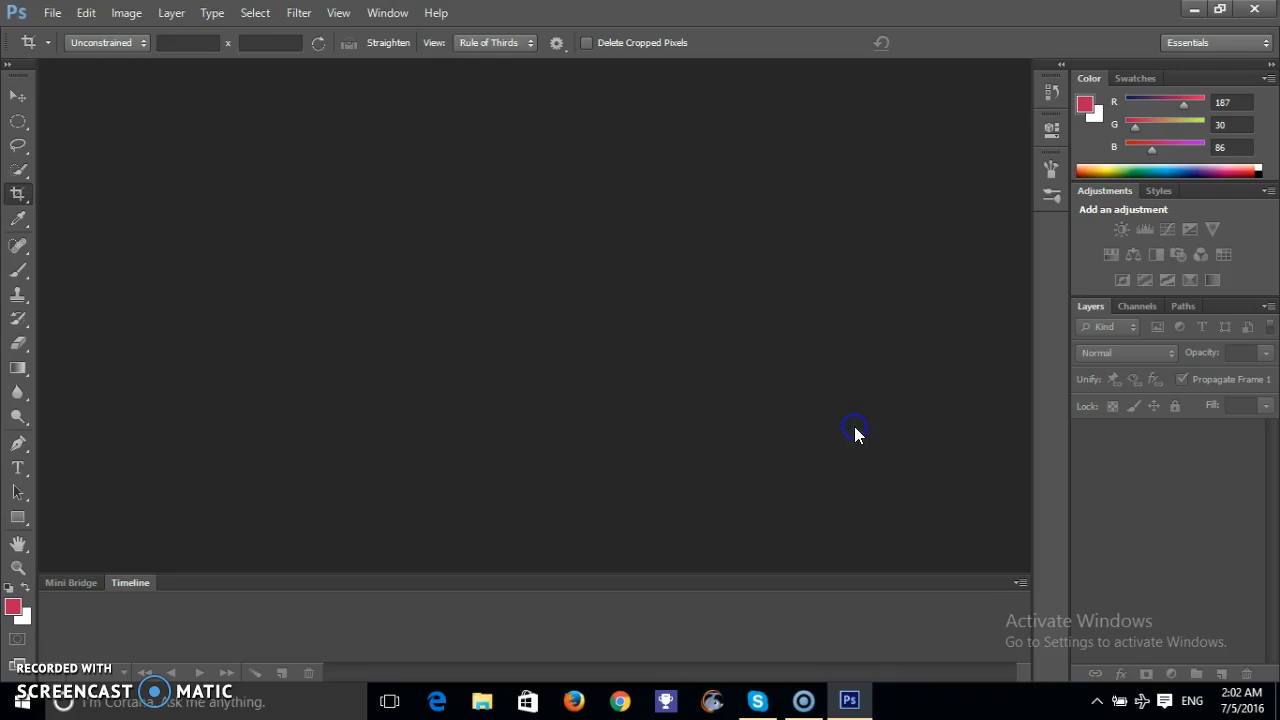 Ps File Edit Image Layer Type Select Filter View Window Help
Unconstrained x Straighten View: Rule of Thirds Delete Cropped Pixels Essentials
Color Swatches
R 187
G 30
B 86
Adjustments Styles
Add an adjustment
Layers Channels Paths
Kind
Normal Opacity:
Unify: Propagate Frame 1
Lock: Fill:
Mini Bridge Timeline
Activate Windows
Go to Settings to activate Windows.
RECORDED WITH
SCREENCAST MATIC
I'm Cortana. Ask me anything.
Ps
ENG
2:02 AM
7/5/2016